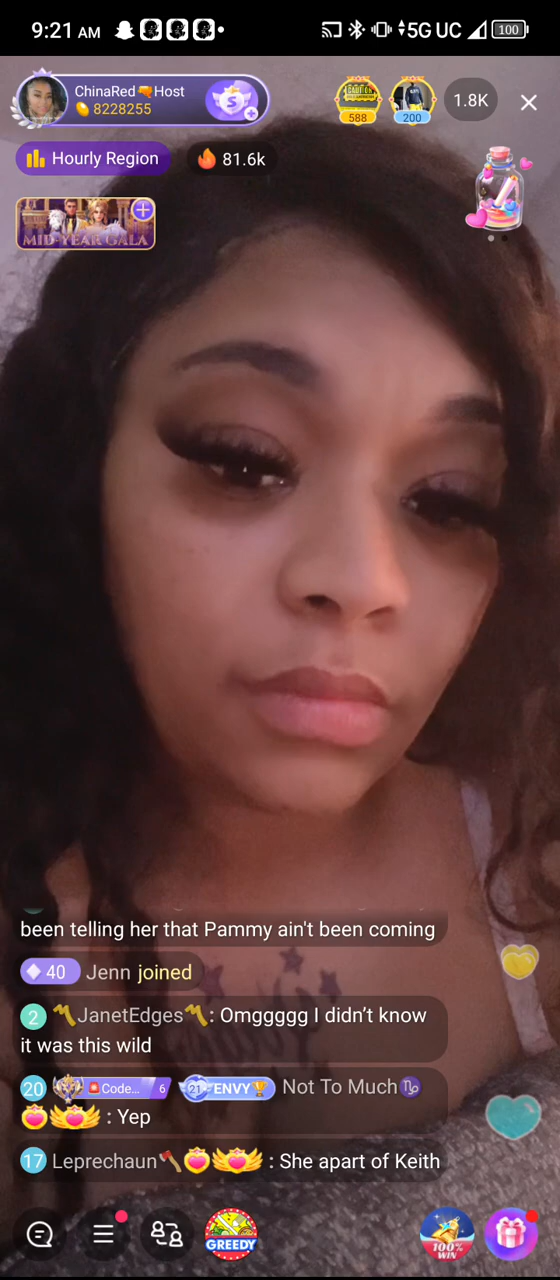 9:21 AM
5G UC
100
ChinaRed Host
8228255
S
588
200
1.8K
Hourly Region
81.6k
MID-YEAR GALA
been telling her that Pammy ain't been coming
40 Jenn joined
2 〽️JanetEdges〽️: Omggggg I didn’t know
it was this wild
20 Code... 6 21 ENVY🏆 Not To Much♑
: Yep
17 Leprechaun🪓 : She apart of Keith
GREEDY
100%
WIN